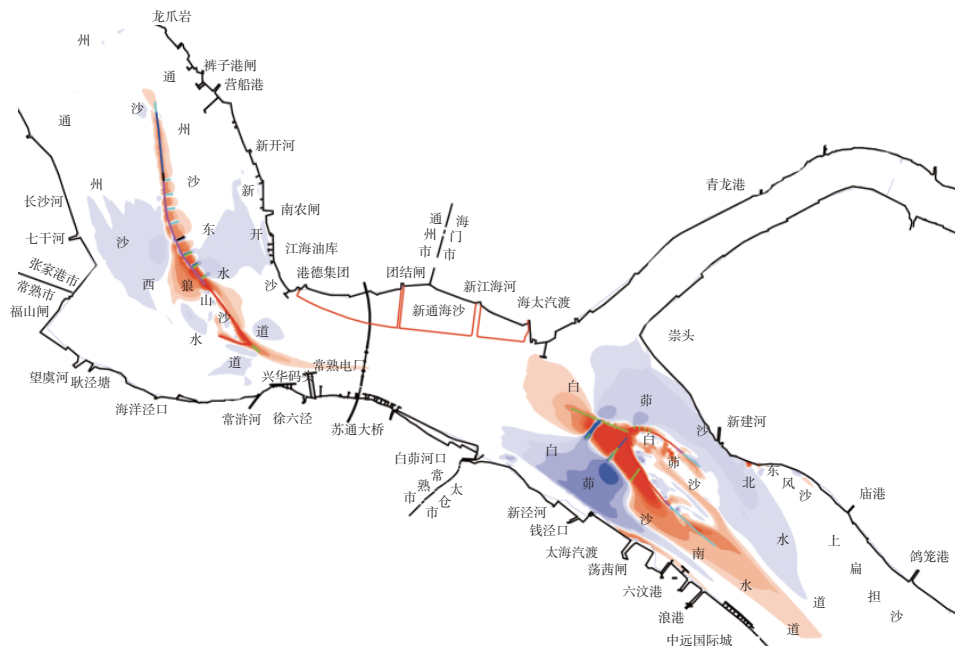 龙爪岩
裤子港闸
营船港
新开河
南农闸
江海油库
港德集团
团结闸
新江海河
海太汽渡
新通海沙
通州市
海门市
青龙港
崇头
新建河
庙港
鸽笼港
长沙河
七干河
张家港市
常熟市
福山闸
望虞河
耿泾塘
海洋泾口
常浒河
兴华码头
徐六泾
常熟电厂
苏通大桥
白茆河口
常熟市
太仓市
新泾河
钱泾口
太海汽渡
荡茜闸
六汶港
浪港
中远国际城
通州沙
通州沙东水道
通州沙西水道
狼山沙
新开沙
白茆沙
白茆沙北水道
白茆沙南水道
东风沙
上扁担沙